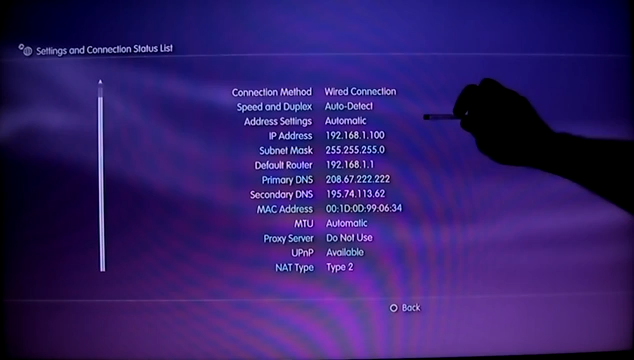 Settings and Connection Status List
Connection Method Wired Connection
Speed and Duplex Auto-Detect
Address Settings Automatic
IP Address 192.168.1.100
Subnet Mask 255.255.255.0
Default Router 192.168.1.1
Primary DNS 208.67.222.222
Secondary DNS 195.74.113.62
MAC Address 00:1D:0D:99:06:34
MTU Automatic
Proxy Server Do Not Use
UPnP Available
NAT Type Type 2
Back